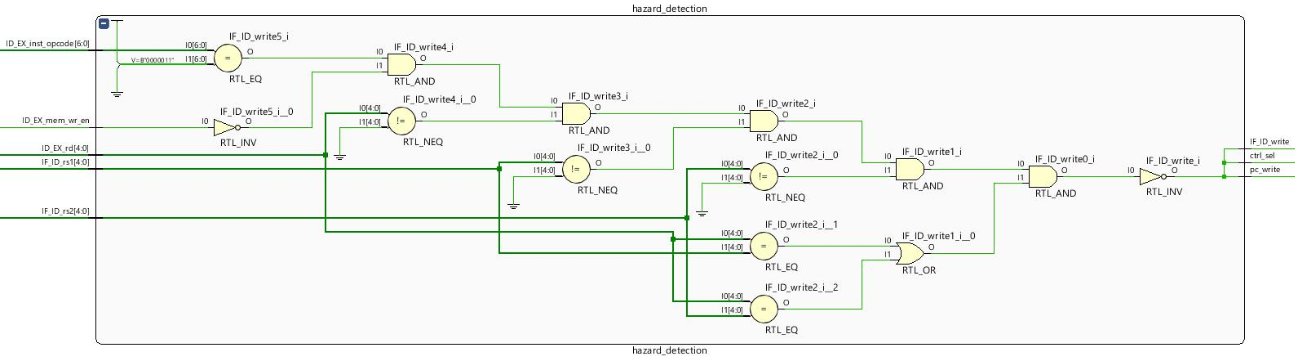 hazard_detection
ID_EX_inst_opcode[6:0]
I0[6:0]
V=B"0000011"
I1[6:0]
=
O
IF_ID_write5_i
RTL_EQ
I0
I1
O
IF_ID_write4_i
RTL_AND
ID_EX_mem_wr_en
I0
O
IF_ID_write5_i__0
RTL_INV
I0[4:0]
I1[4:0]
!=
O
IF_ID_write4_i__0
RTL_NEQ
I0
I1
O
IF_ID_write3_i
RTL_AND
I0
I1
O
IF_ID_write2_i
RTL_AND
ID_EX_rd[4:0]
IF_ID_rs1[4:0]
I0[4:0]
I1[4:0]
!=
O
IF_ID_write3_i__0
RTL_NEQ
I0[4:0]
I1[4:0]
!=
O
IF_ID_write2_i__0
RTL_NEQ
I0
I1
O
IF_ID_write1_i
RTL_AND
I0
I1
O
IF_ID_write0_i
RTL_AND
I0
O
IF_ID_write_i
RTL_INV
IF_ID_write
ctrl_sel
pc_write
IF_ID_rs2[4:0]
I0[4:0]
I1[4:0]
=
O
IF_ID_write2_i__1
RTL_EQ
I0
I1
O
IF_ID_write1_i__0
RTL_OR
I0[4:0]
I1[4:0]
=
O
IF_ID_write2_i__2
RTL_EQ
hazard_detection